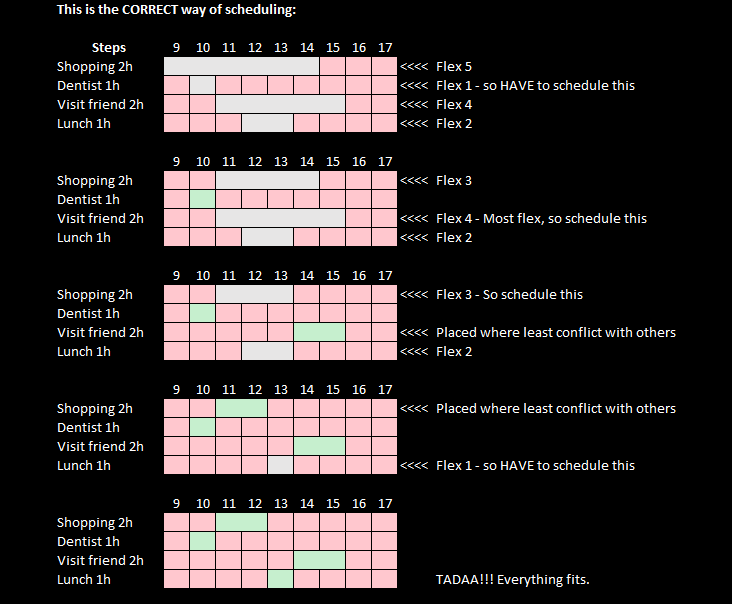 This is the CORRECT way of scheduling:
Steps 9 10 11 12 13 14 15 16 17
Shopping 2h <<<< Flex 5
Dentist 1h <<<< Flex 1 - so HAVE to schedule this
Visit friend 2h <<<< Flex 4
Lunch 1h <<<< Flex 2
9 10 11 12 13 14 15 16 17
Shopping 2h <<<< Flex 3
Dentist 1h
Visit friend 2h <<<< Flex 4 - Most flex, so schedule this
Lunch 1h <<<< Flex 2
9 10 11 12 13 14 15 16 17
Shopping 2h <<<< Flex 3 - So schedule this
Dentist 1h
Visit friend 2h <<<< Placed where least conflict with others
Lunch 1h <<<< Flex 2
9 10 11 12 13 14 15 16 17
Shopping 2h <<<< Placed where least conflict with others
Dentist 1h
Visit friend 2h
Lunch 1h <<<< Flex 1 - so HAVE to schedule this
9 10 11 12 13 14 15 16 17
Shopping 2h
Dentist 1h
Visit friend 2h
Lunch 1h TADAA!!! Everything fits.